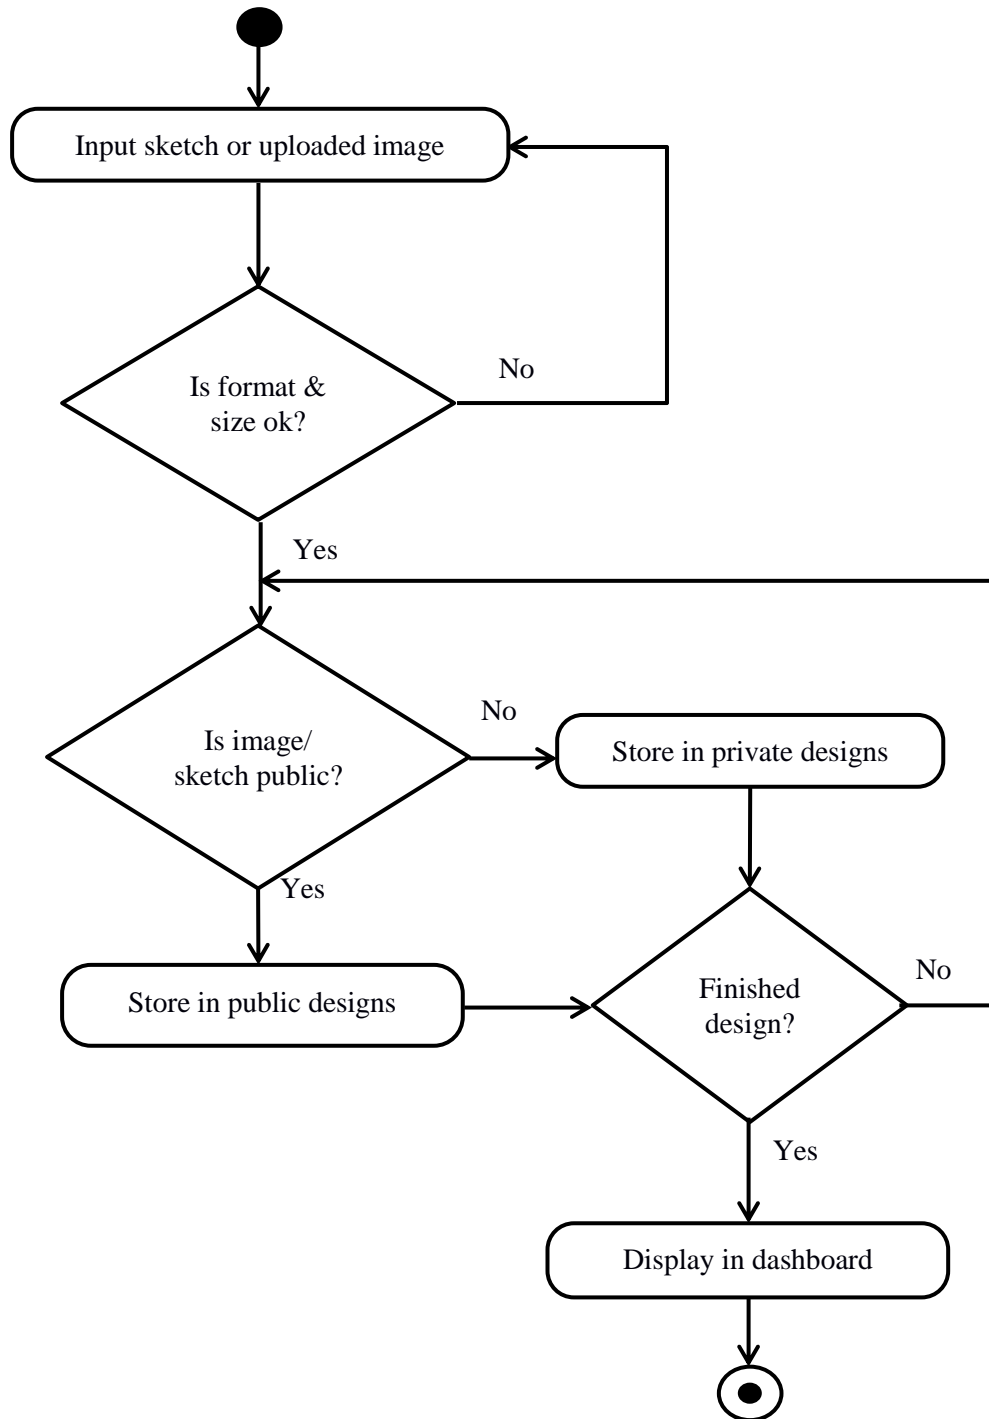 Input sketch or uploaded image
Is format &
size ok?
No
Yes
Is image/
sketch public?
No
Store in private designs
Yes
Store in public designs
Finished
design?
No
Yes
Display in dashboard